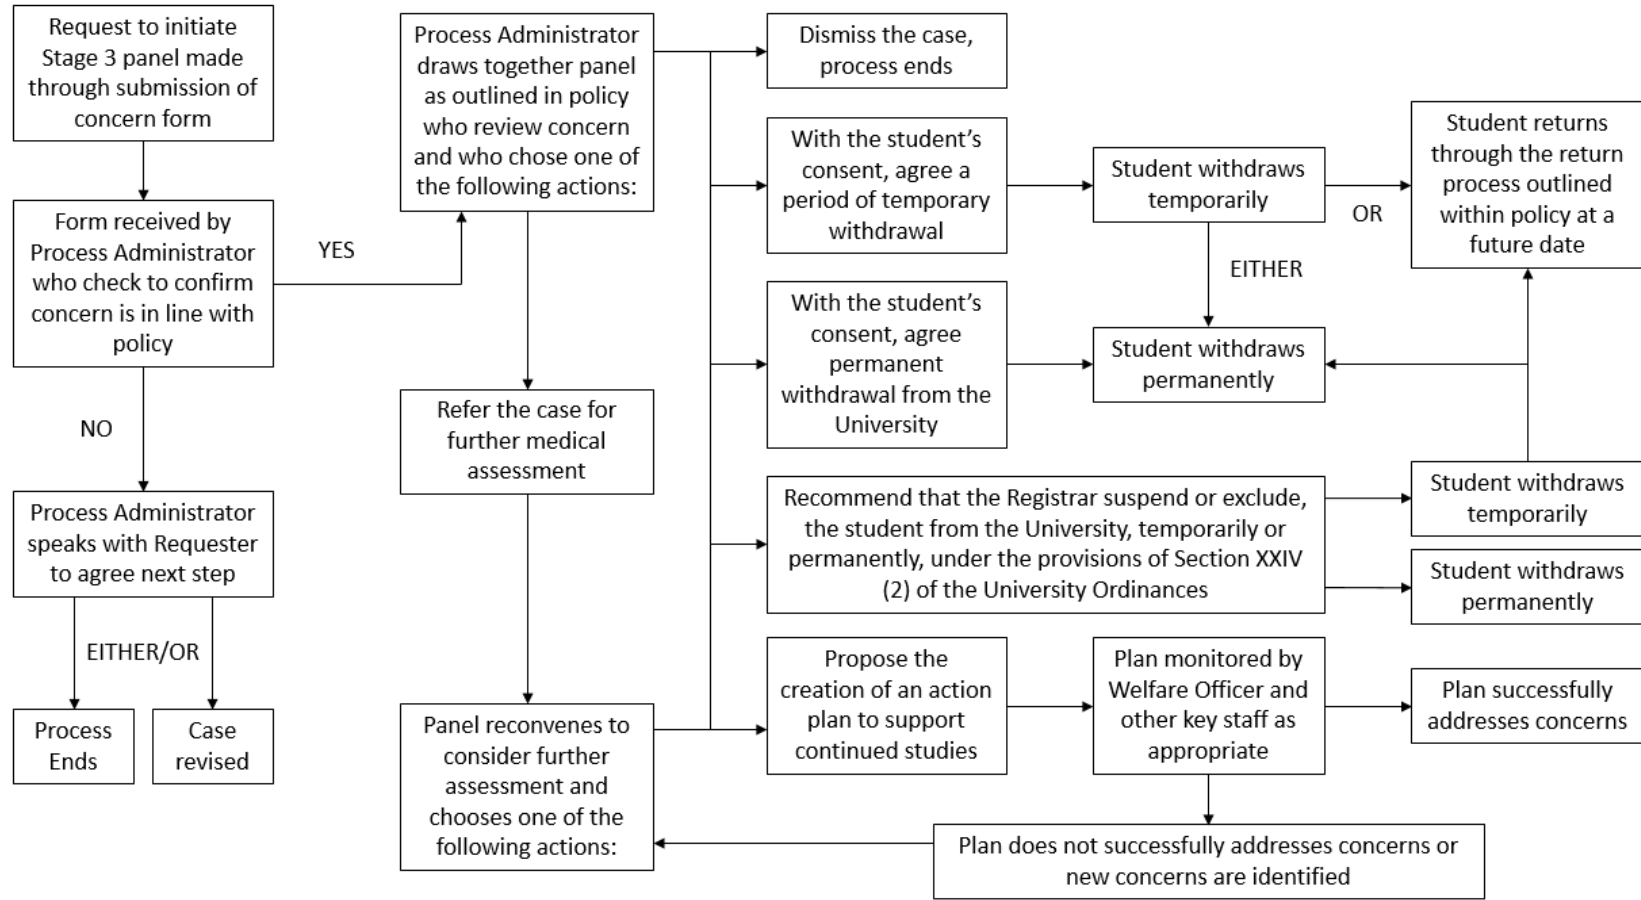 Request to initiate
Stage 3 panel made
through submission of
concern form
Form received by
Process Administrator
who check to confirm
concern is in line with
policy
YES
NO
Process Administrator
speaks with Requester
to agree next step
EITHER/OR
Process
Ends
Case
revised
Process Administrator
draws together panel
as outlined in policy
who review concern
and who chose one of
the following actions:
Refer the case for
further medical
assessment
Panel reconvenes to
consider further
assessment and
chooses one of the
following actions:
Dismiss the case,
process ends
With the student’s
consent, agree a
period of temporary
withdrawal
Student withdraws
temporarily
OR
EITHER
Student returns
through the return
process outlined
within policy at a
future date
With the student’s
consent, agree
permanent
withdrawal from the
University
Student withdraws
permanently
Recommend that the Registrar suspend or exclude,
the student from the University, temporarily or
permanently, under the provisions of Section XXIV
(2) of the University Ordinances
Student withdraws
temporarily
Student withdraws
permanently
Propose the
creation of an action
plan to support
continued studies
Plan monitored by
Welfare Officer and
other key staff as
appropriate
Plan successfully
addresses concerns
Plan does not successfully addresses concerns or
new concerns are identified